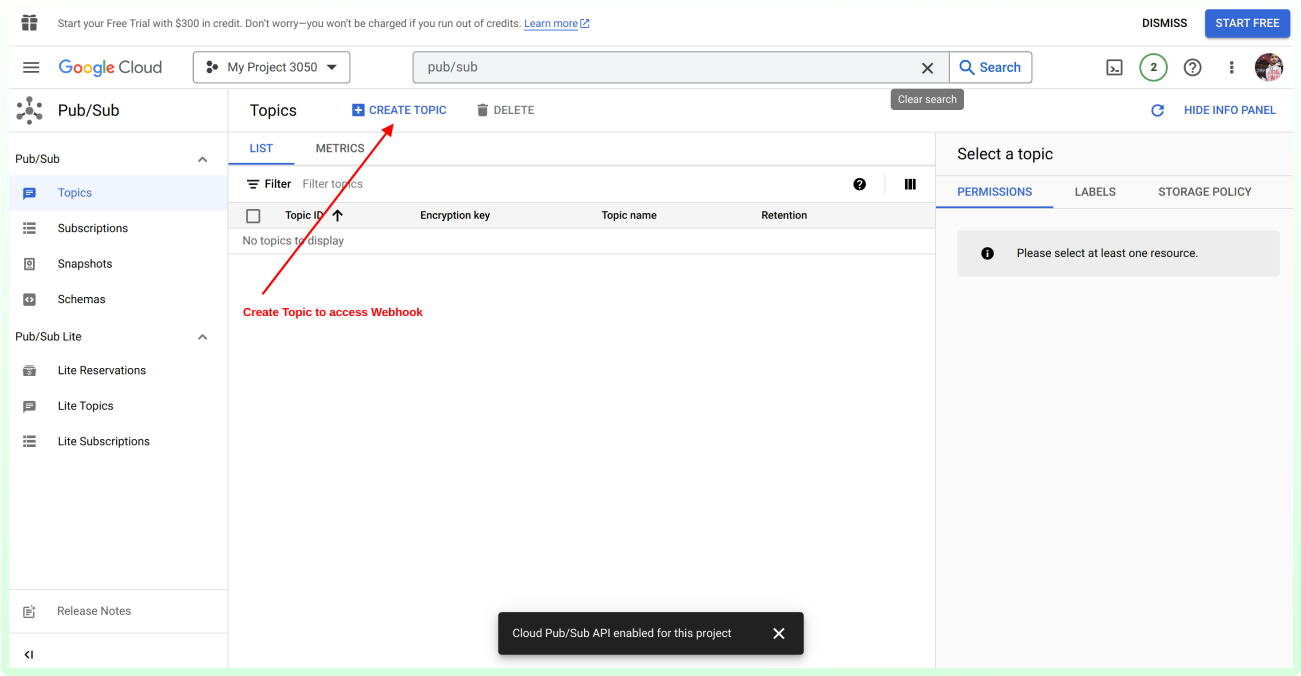 Start your Free Trial with $300 in credit. Don't worry—you won't be charged if you run out of credits. Learn more
DISMISS
START FREE
Google Cloud
My Project 3050
pub/sub
Search
2
Clear search
Pub/Sub
Topics
CREATE TOPIC
DELETE
HIDE INFO PANEL
Pub/Sub
Topics
Subscriptions
Snapshots
Schemas
Pub/Sub Lite
Lite Reservations
Lite Topics
Lite Subscriptions
Release Notes
LIST
METRICS
Filter
Filter topics
Topic ID
Encryption key
Topic name
Retention
No topics to display
Create Topic to access Webhook
Select a topic
PERMISSIONS
LABELS
STORAGE POLICY
Please select at least one resource.
Cloud Pub/Sub API enabled for this project